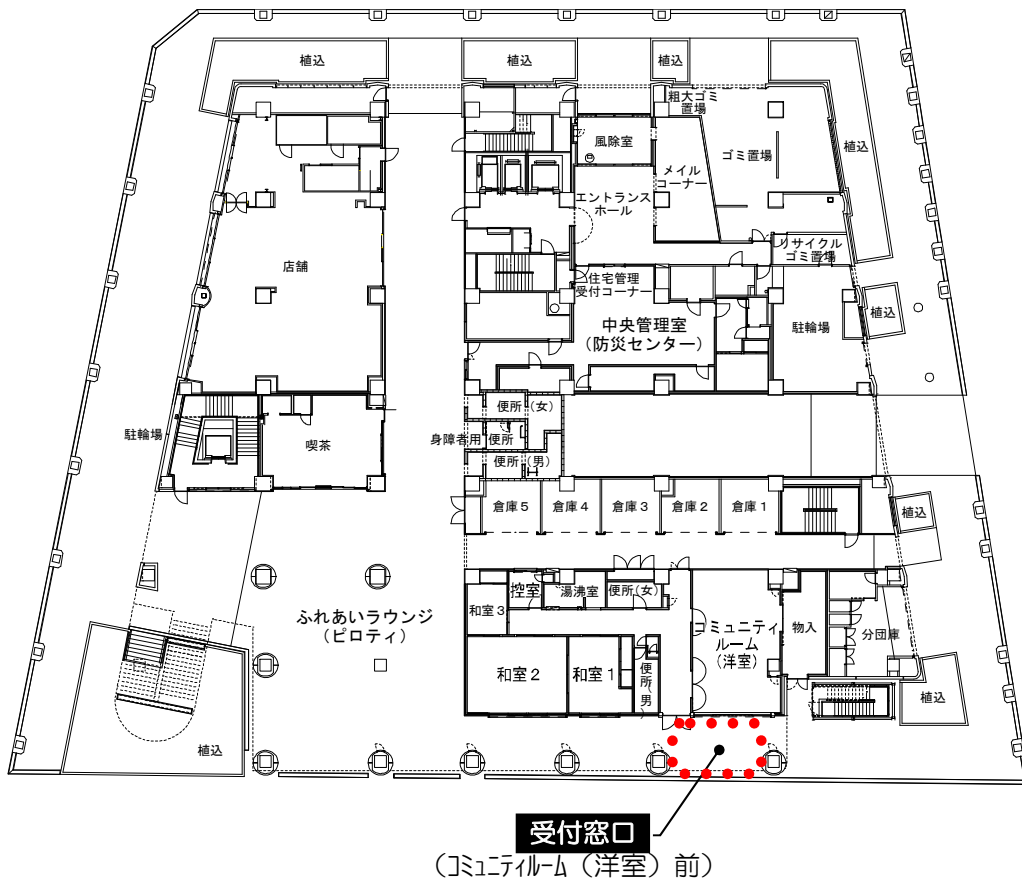 植込
植込
植込
粗大ゴミ
置場
風除室
メイル
コーナー
ゴミ置場
植込
エントランス
ホール
リサイクル
ゴミ置場
店舗
住宅管理
受付コーナー
植込
中央管理室
(防災センター)
駐輪場
便所(女)
駐輪場
喫茶
身障者用便所
便所(男)
倉庫5
倉庫4
倉庫3
倉庫2
倉庫1
植込
控室
湯沸室
便所(女)
和室3
ふれあいラウンジ
(ピロティ)
コミュニティ
ルーム
(洋室)
物入
分団庫
和室2
和室1
便所(男)
植込
植込
受付窓口
(コミュニティルーム(洋室)前)